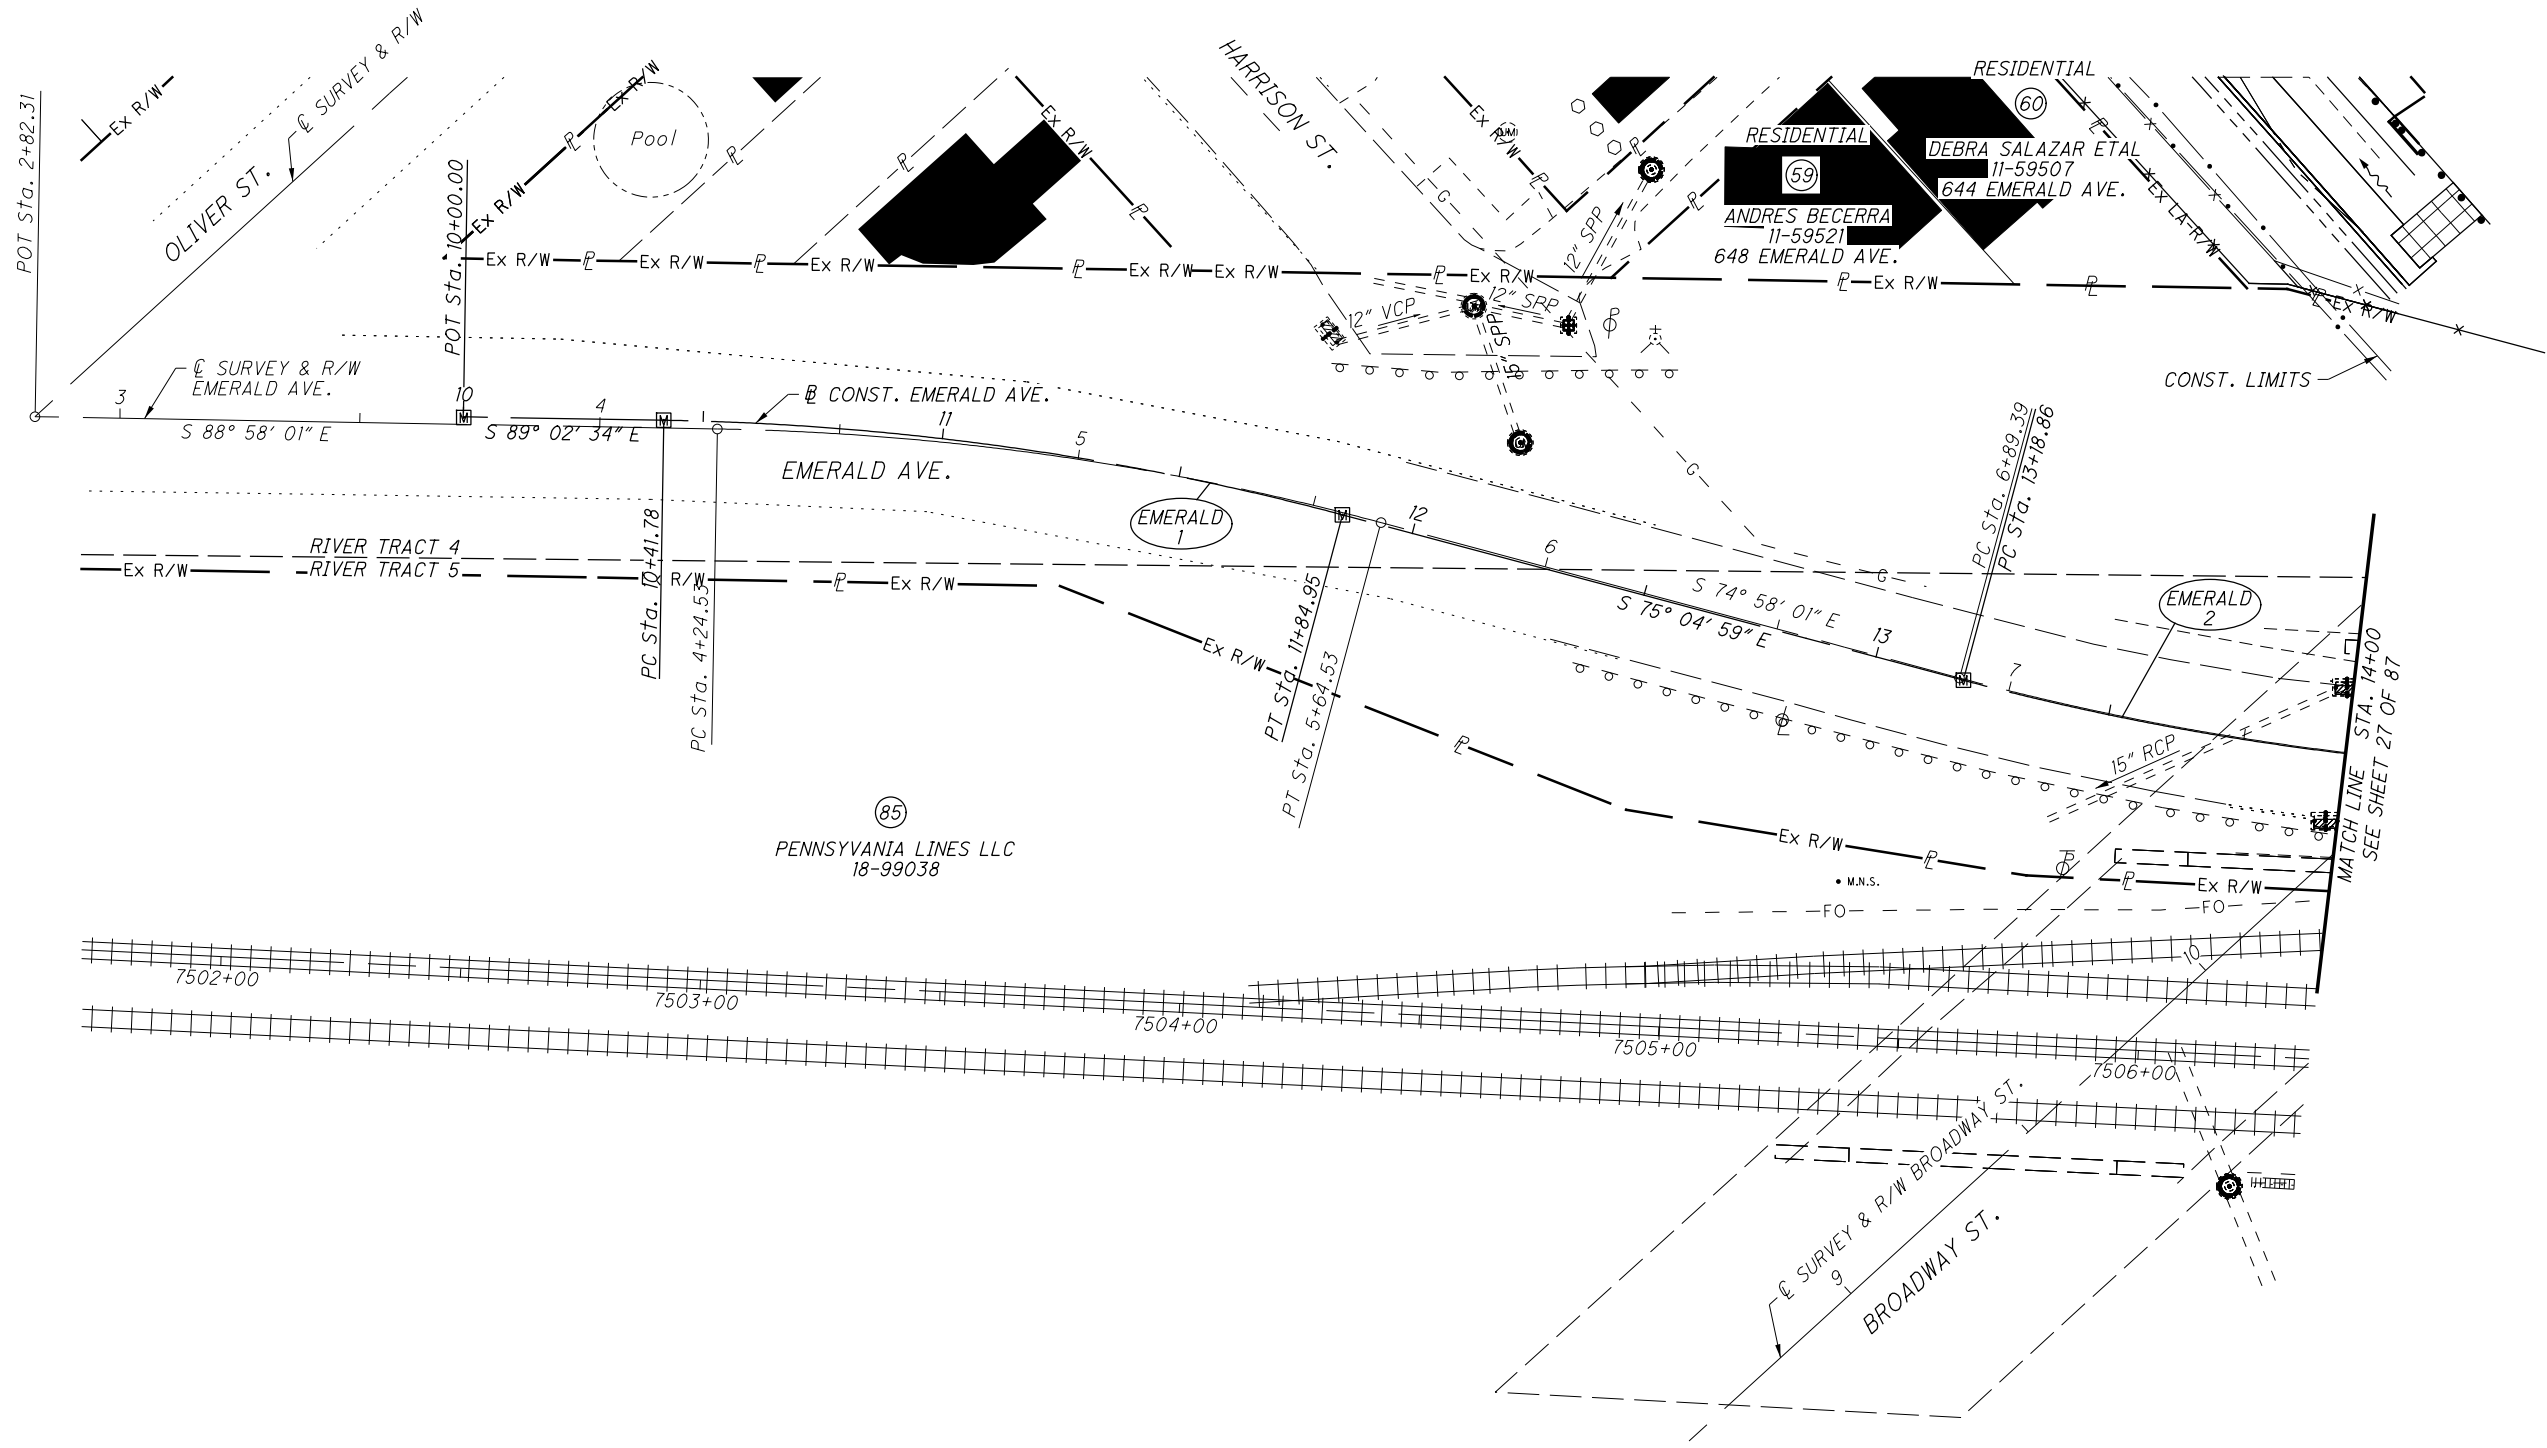 POT Sta. 2+82.31
Ex R/W
℄ SURVEY & R/W
OLIVER ST.
POT Sta. 10+00.00
Ex R/W
Ex R/W
Pool
℄ SURVEY & R/W
EMERALD AVE.
3
10
4
11
5
12
6
13
7
S 88° 58' 01" E
S 89° 02' 34" E
CONST. EMERALD AVE.
EMERALD AVE.
Ex R/W
Ex R/W
Ex R/W
Ex R/W
Ex R/W
Ex R/W
Ex R/W
Ex R/W
HARRISON ST.
Ex R/W
G
12" VCP
12" SPP
12" SPP
15" SPP
RESIDENTIAL
59
ANDRES BECERRA
11-59521
648 EMERALD AVE.
RESIDENTIAL
60
DEBRA SALAZAR ETAL
11-59507
644 EMERALD AVE.
Ex LA-R/W
Ex R/W
CONST. LIMITS
G
G
EMERALD
1
EMERALD
2
RIVER TRACT 4
RIVER TRACT 5
Ex R/W
Ex R/W
Ex R/W
Ex R/W
Ex R/W
Ex R/W
PC Sta. 10+41.78
PC Sta. 4+24.53
PT Sta. 11+84.95
PT Sta. 5+64.53
S 74° 58' 01" E
S 75° 04' 59" E
PC Sta. 6+89.39
PC Sta. 13+18.86
MATCH LINE STA. 14+00
SEE SHEET 27 OF 87
15" RCP
85
PENNSYVANIA LINES LLC
18-99038
M.N.S.
FO
FO
7502+00
7503+00
7504+00
7505+00
7506+00
10
9
℄ SURVEY & R/W BROADWAY ST.
BROADWAY ST.